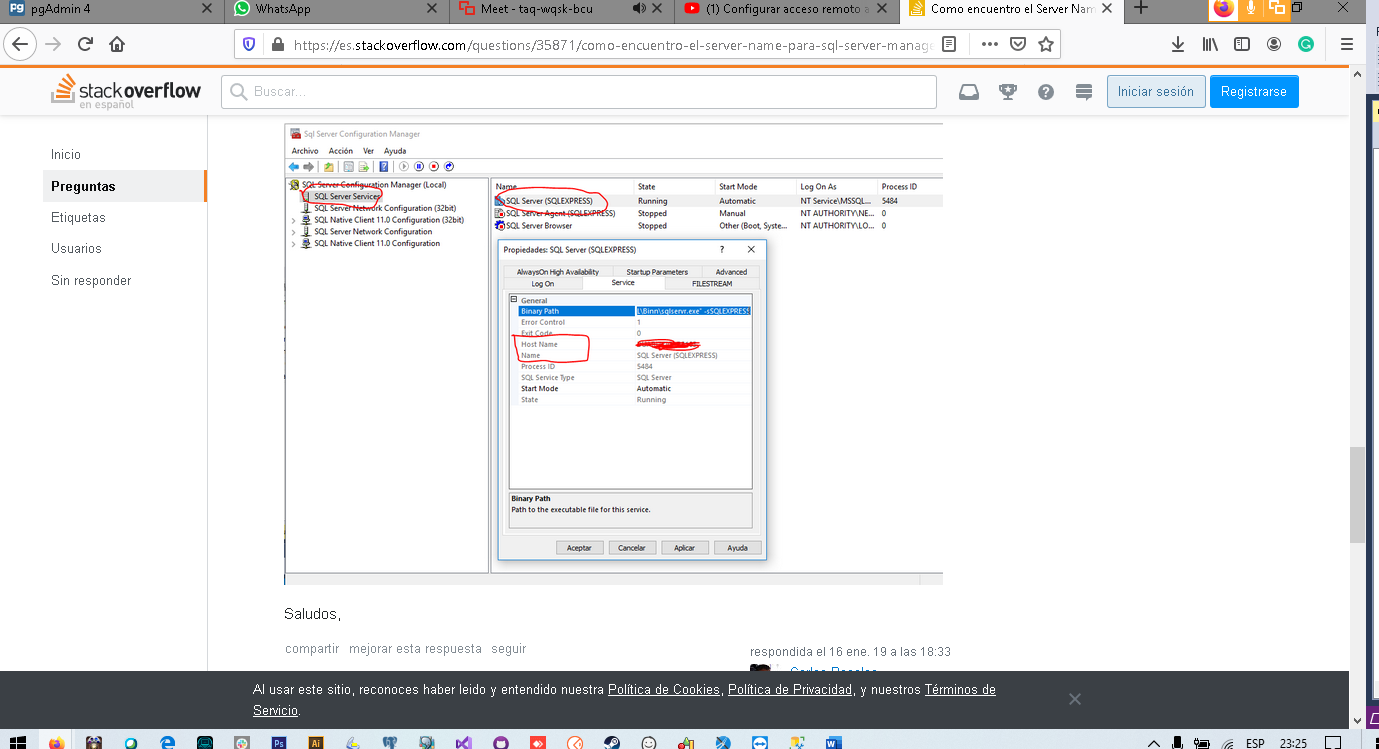 pgAdmin 4
WhatsApp
Meet - taq-wqsk-bcu
(1) Configurar acceso remoto a
Como encuentro el Server Nam
https://es.stackoverflow.com/questions/35871/como-encuentro-el-server-name-para-sql-server-manage
stackoverflow
en español
Buscar...
Iniciar sesión
Registrarse
Inicio
Preguntas
Etiquetas
Usuarios
Sin responder
Sql Server Configuration Manager
Archivo Acción Ver Ayuda
SQL Server Configuration Manager (Local)
SQL Server Services
SQL Server Network Configuration (32bit)
SQL Native Client 11.0 Configuration (32bit)
SQL Server Network Configuration
SQL Native Client 11.0 Configuration
Name State Start Mode Log On As Process ID
SQL Server (SQLEXPRESS) Running Automatic NT Service\MSSQL... 5484
SQL Server Agent (SQLEXPRESS) Stopped Manual NT AUTHORITY\NE... 0
SQL Server Browser Stopped Other (Boot, Syste... NT AUTHORITY\LO... 0
Propiedades: SQL Server (SQLEXPRESS)
AlwaysOn High Availability Startup Parameters Advanced
Log On Service FILESTREAM
General
Binary Path L\Binn\sqlservr.exe" -sSQLEXPRESS
Error Control 1
Exit Code 0
Host Name
Name SQL Server (SQLEXPRESS)
Process ID 5484
SQL Service Type SQL Server
Start Mode Automatic
State Running
Binary Path
Path to the executable file for this service.
Aceptar Cancelar Aplicar Ayuda
Saludos,
compartir mejorar esta respuesta seguir
respondida el 16 ene. 19 a las 18:33
Al usar este sitio, reconoces haber leido y entendido nuestra Política de Cookies, Política de Privacidad, y nuestros Términos de
Servicio.
ESP 23:25